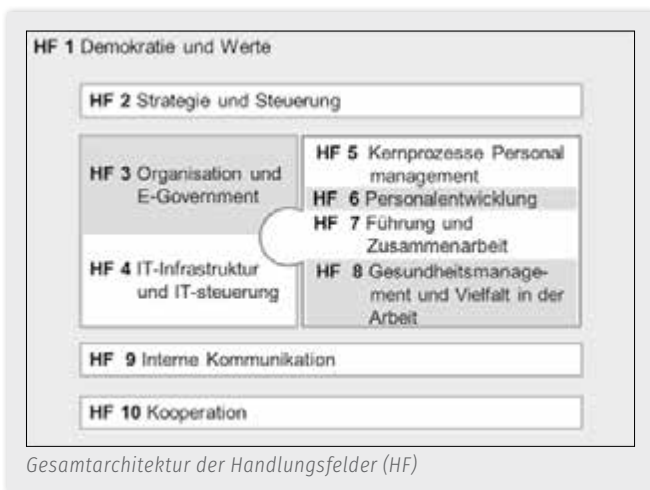 HF 1 Demokratie und Werte
HF 2 Strategie und Steuerung
HF 3 Organisation und
E-Government
HF 4 IT-Infrastruktur
und IT-steuerung
HF 5 Kernprozesse Personal
management
HF 6 Personalentwicklung
HF 7 Führung und
Zusammenarbeit
HF 8 Gesundheitsmanage-
ment und Vielfalt in der
Arbeit
HF 9 Interne Kommunikation
HF 10 Kooperation
Gesamtarchitektur der Handlungsfelder (HF)